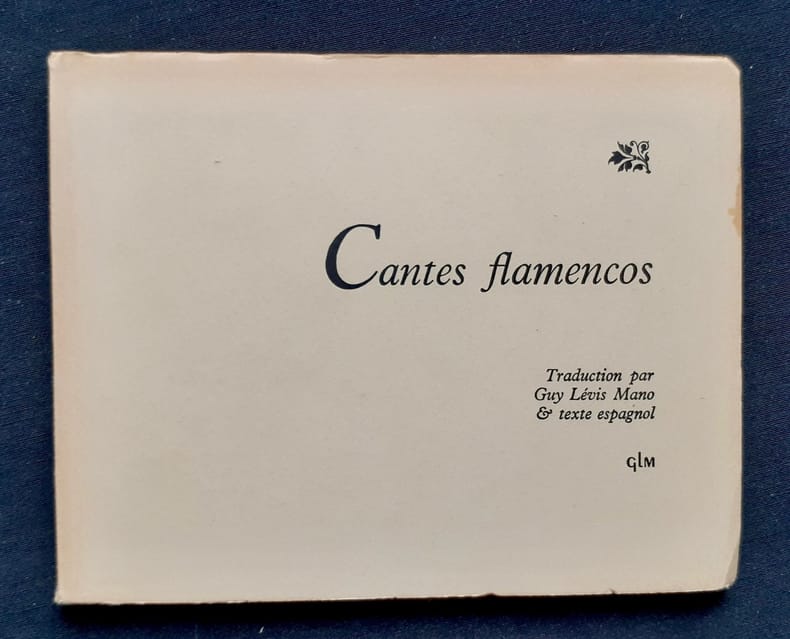 Cantes flamencos
Traduction par
Guy Lévis Mano
& texte espagnol
GLM